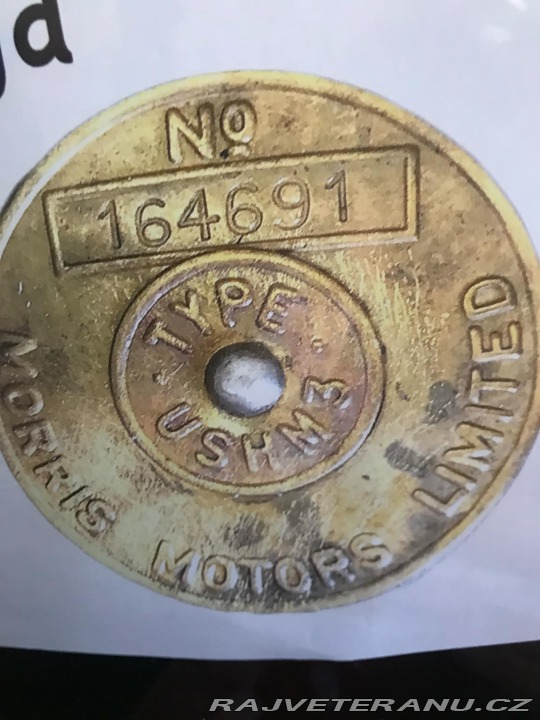 Nº
164691
TYPE
USHM3
MORRIS MOTORS LIMITED
RAJVETERANU.CZ